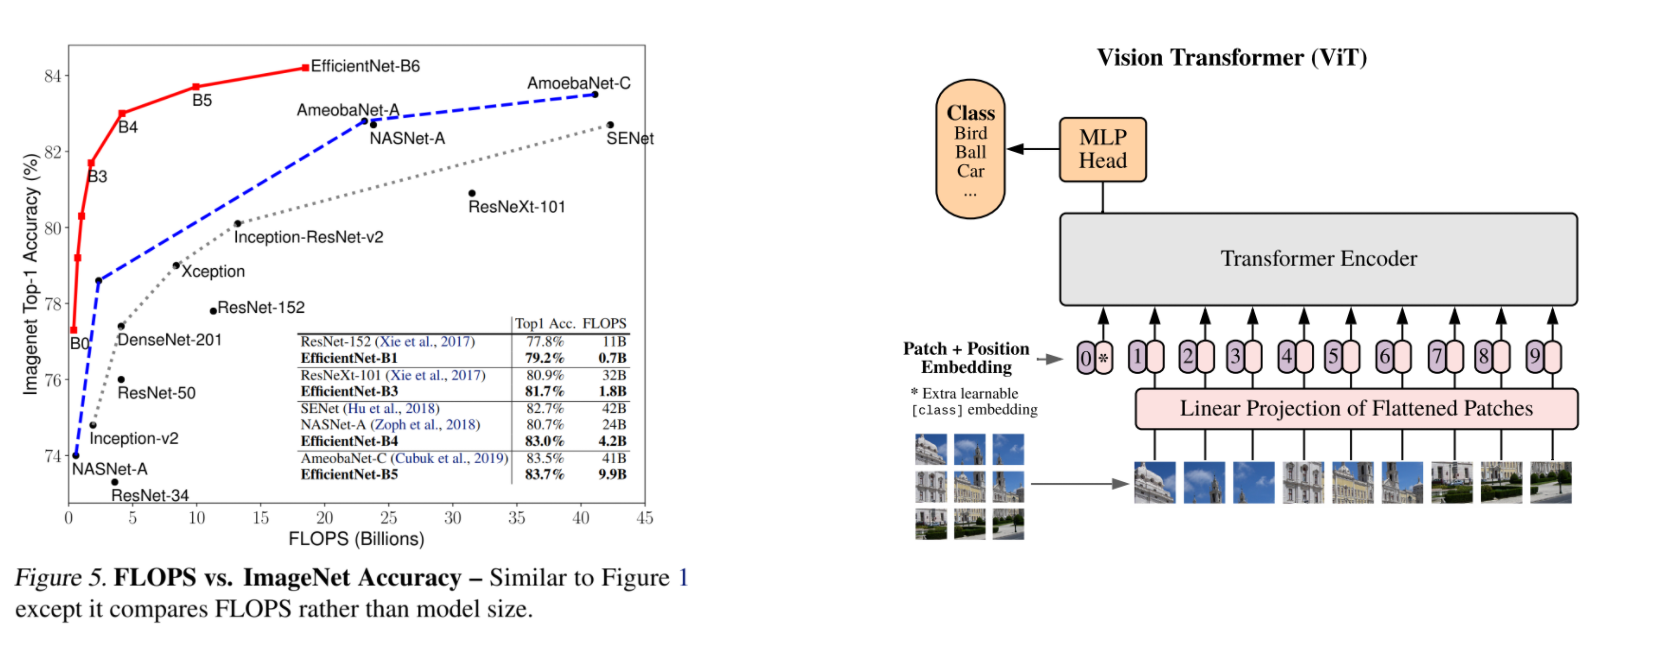 84
82
80
78
76
74
Imagenet Top-1 Accuracy (%)
EfficientNet-B6
B5
B4
B3
B0
AmoebaNet-C
AmeobaNet-A
NASNet-A
SENet
ResNeXt-101
Inception-ResNet-v2
Xception
ResNet-152
DenseNet-201
ResNet-50
Inception-v2
NASNet-A
ResNet-34
Top1 Acc. FLOPS
ResNet-152 (Xie et al., 2017) 77.8% 11B
EfficientNet-B1 79.2% 0.7B
ResNeXt-101 (Xie et al., 2017) 80.9% 32B
EfficientNet-B3 81.7% 1.8B
SENet (Hu et al., 2018) 82.7% 42B
NASNet-A (Zoph et al., 2018) 80.7% 24B
EfficientNet-B4 83.0% 4.2B
AmeobaNet-C (Cubuk et al., 2019) 83.5% 41B
EfficientNet-B5 83.7% 9.9B
0 5 10 15 20 25 30 35 40 45
FLOPS (Billions)
Figure 5. FLOPS vs. ImageNet Accuracy – Similar to Figure 1
except it compares FLOPS rather than model size.
Vision Transformer (ViT)
Class
Bird
Ball
Car
...
MLP
Head
Transformer Encoder
Patch + Position
Embedding
0 * 1 2 3 4 5 6 7 8 9
* Extra learnable
[class] embedding
Linear Projection of Flattened Patches